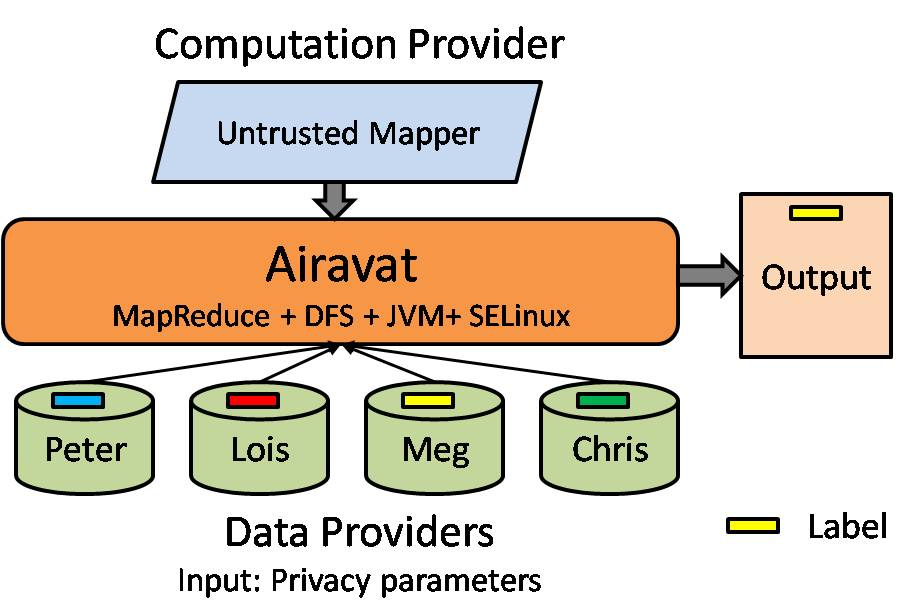 Computation Provider
Untrusted Mapper
Airavat
MapReduce + DFS + JVM+ SELinux
Output
Peter
Lois
Meg
Chris
Data Providers
Input: Privacy parameters
Label